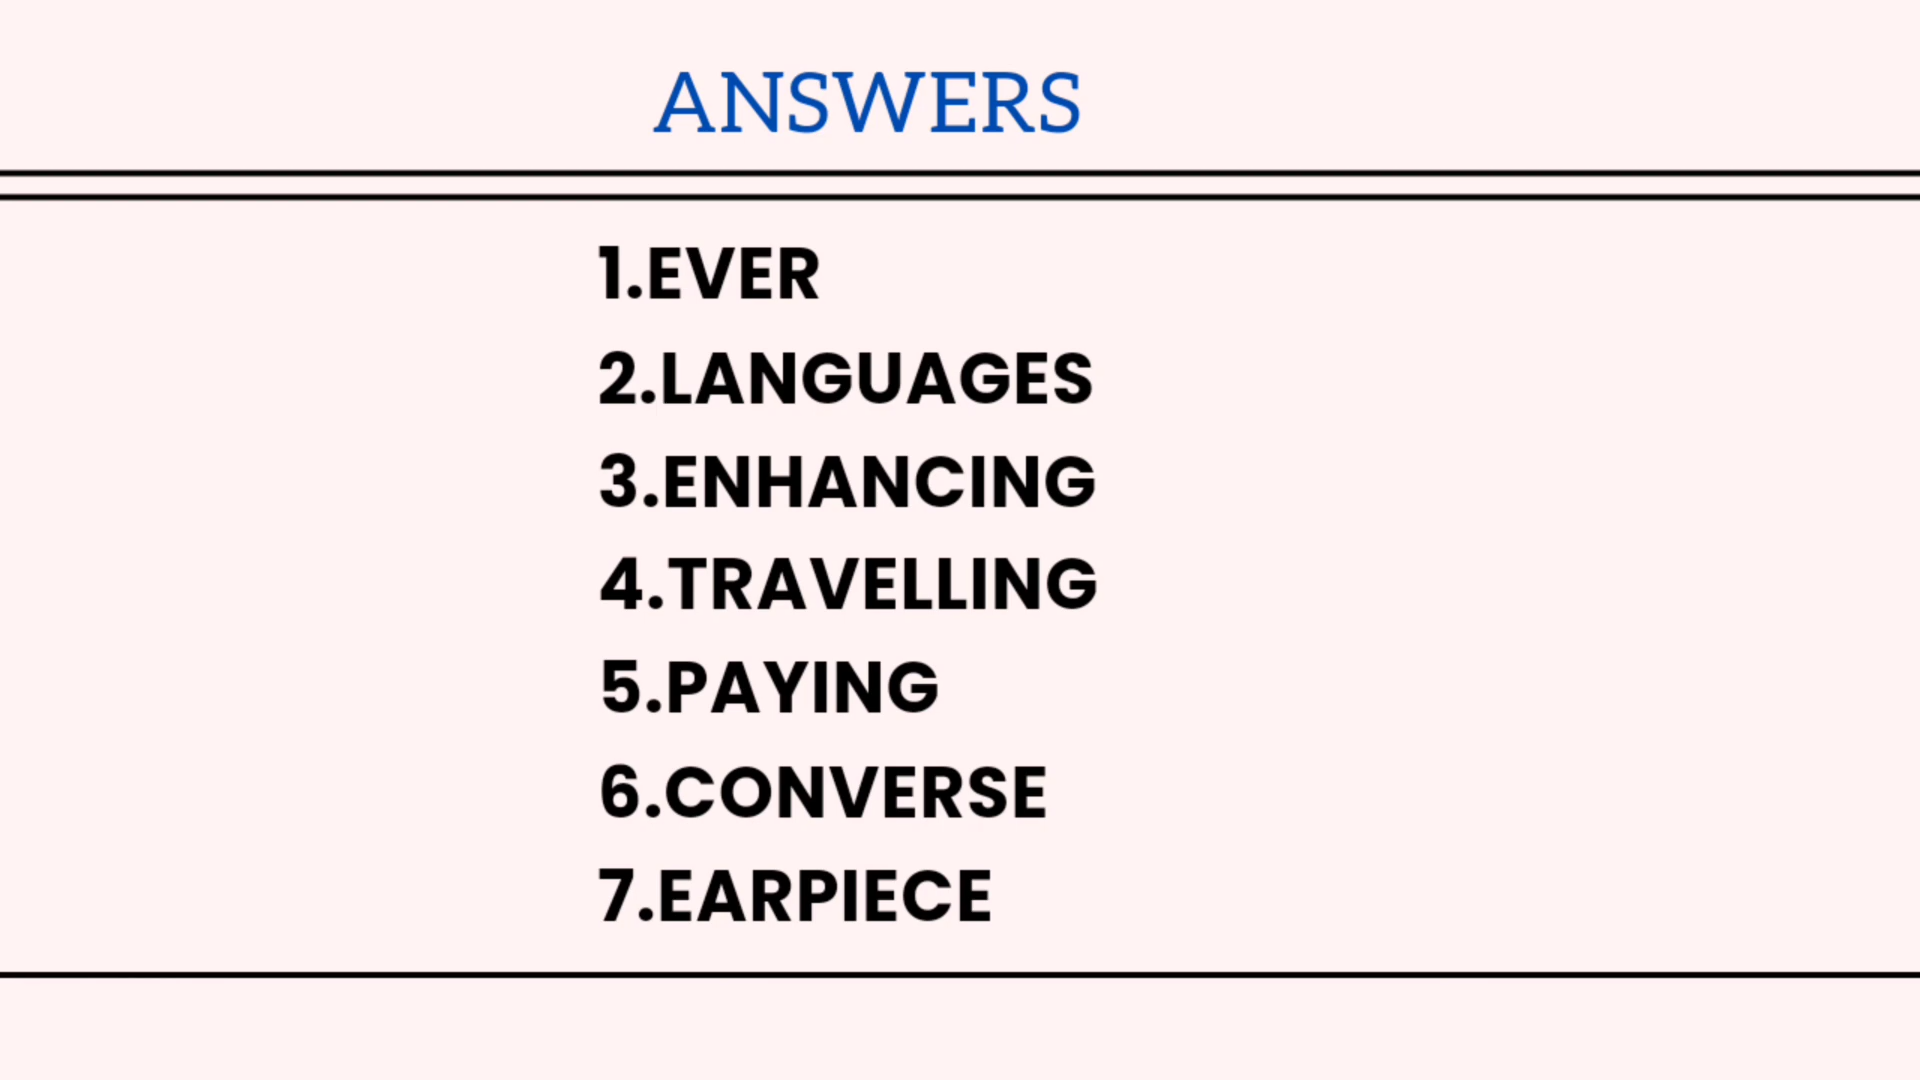 ANSWERS
1.EVER
2.LANGUAGES
3.ENHANCING
4.TRAVELLING
5.PAYING
6.CONVERSE
7.EARPIECE